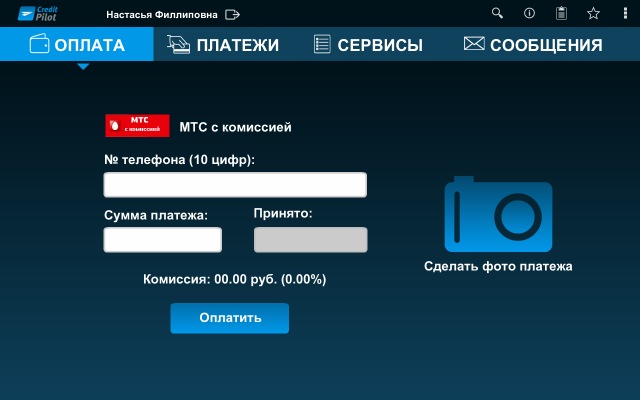 Credit
Pilot
Настасья Филлиповна
ОПЛАТА
ПЛАТЕЖИ
СЕРВИСЫ
СООБЩЕНИЯ
МТС
с комиссией
МТС с комиссией
№ телефона (10 цифр):
Сумма платежа:
Принято:
Комиссия: 00.00 руб. (0.00%)
Оплатить
Сделать фото платежа